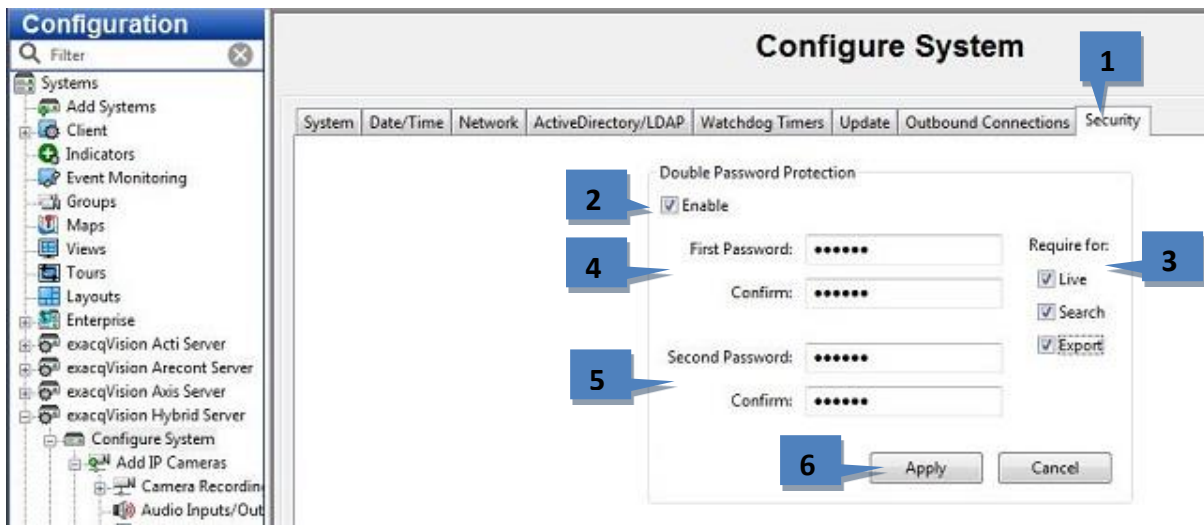 Configuration
Filter
Systems
Add Systems
Client
Indicators
Event Monitoring
Groups
Maps
Views
Tours
Layouts
Enterprise
exacqVision Acti Server
exacqVision Arecont Server
exacqVision Axis Server
exacqVision Hybrid Server
Configure System
Add IP Cameras
Camera Recordin
Audio Inputs/Out
Configure System
1
System Date/Time Network ActiveDirectory/LDAP Watchdog Timers Update Outbound Connections Security
Double Password Protection
2
Enable
First Password: ••••••
4
Confirm: ••••••
Require for:
3
Live
Search
Export
Second Password: ••••••
5
Confirm: ••••••
6
Apply
Cancel